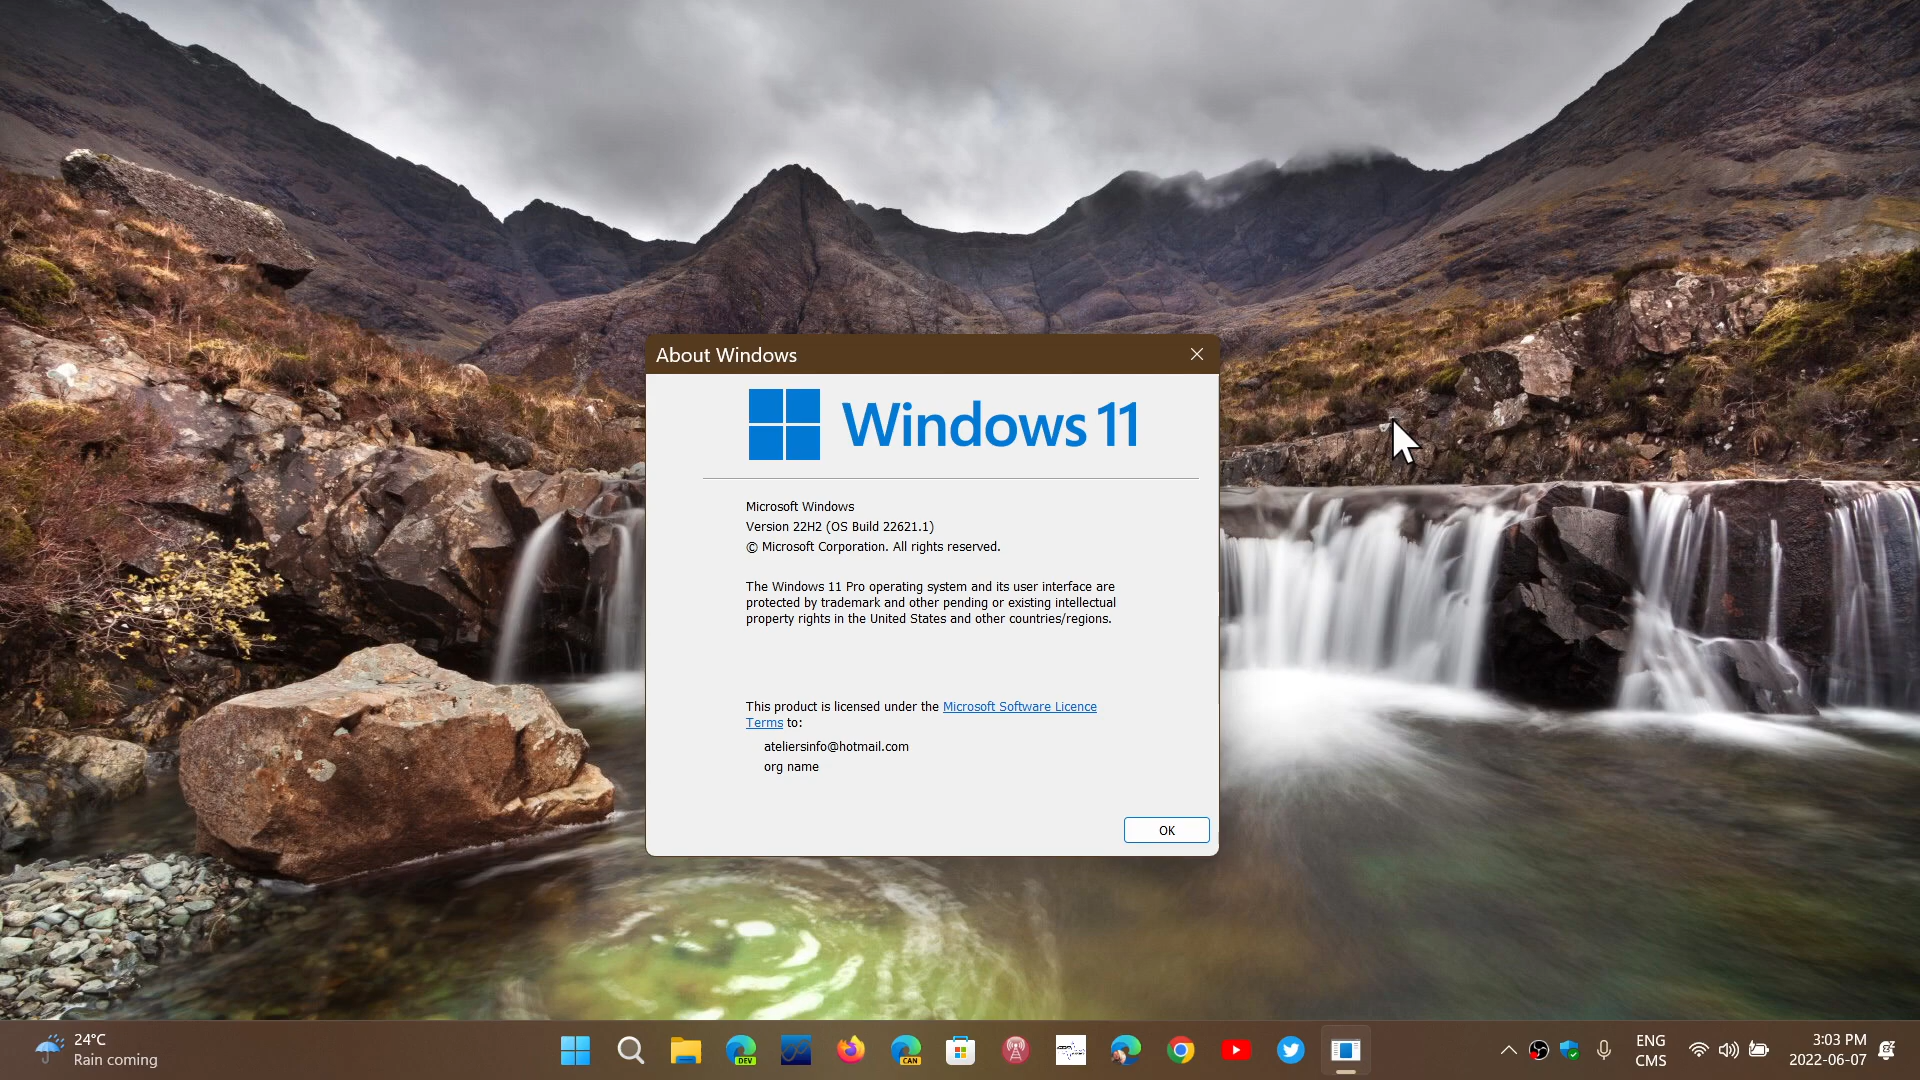 About Windows
Windows 11
Microsoft Windows
Version 22H2 (OS Build 22621.1)
© Microsoft Corporation. All rights reserved.
The Windows 11 Pro operating system and its user interface are
protected by trademark and other pending or existing intellectual
property rights in the United States and other countries/regions.
This product is licensed under the Microsoft Software Licence
Terms to:
ateliersinfo@hotmail.com
org name
OK
24°C
Rain coming
DEV
CAN
ENG
CMS
3:03 PM
2022-06-07